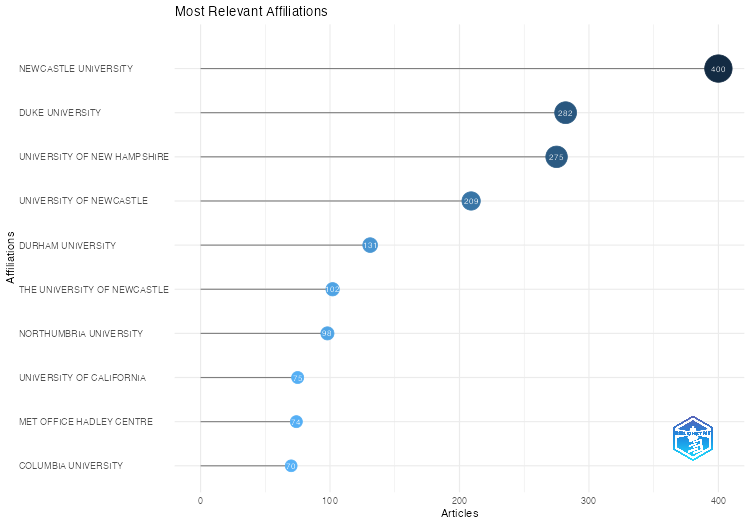 Most Relevant Affiliations
Affiliations
NEWCASTLE UNIVERSITY 400
DUKE UNIVERSITY 282
UNIVERSITY OF NEW HAMPSHIRE 275
UNIVERSITY OF NEWCASTLE 209
DURHAM UNIVERSITY 131
THE UNIVERSITY OF NEWCASTLE 102
NORTHUMBRIA UNIVERSITY 98
UNIVERSITY OF CALIFORNIA 75
MET OFFICE HADLEY CENTRE 74
COLUMBIA UNIVERSITY 70
0 100 200 300 400
Articles